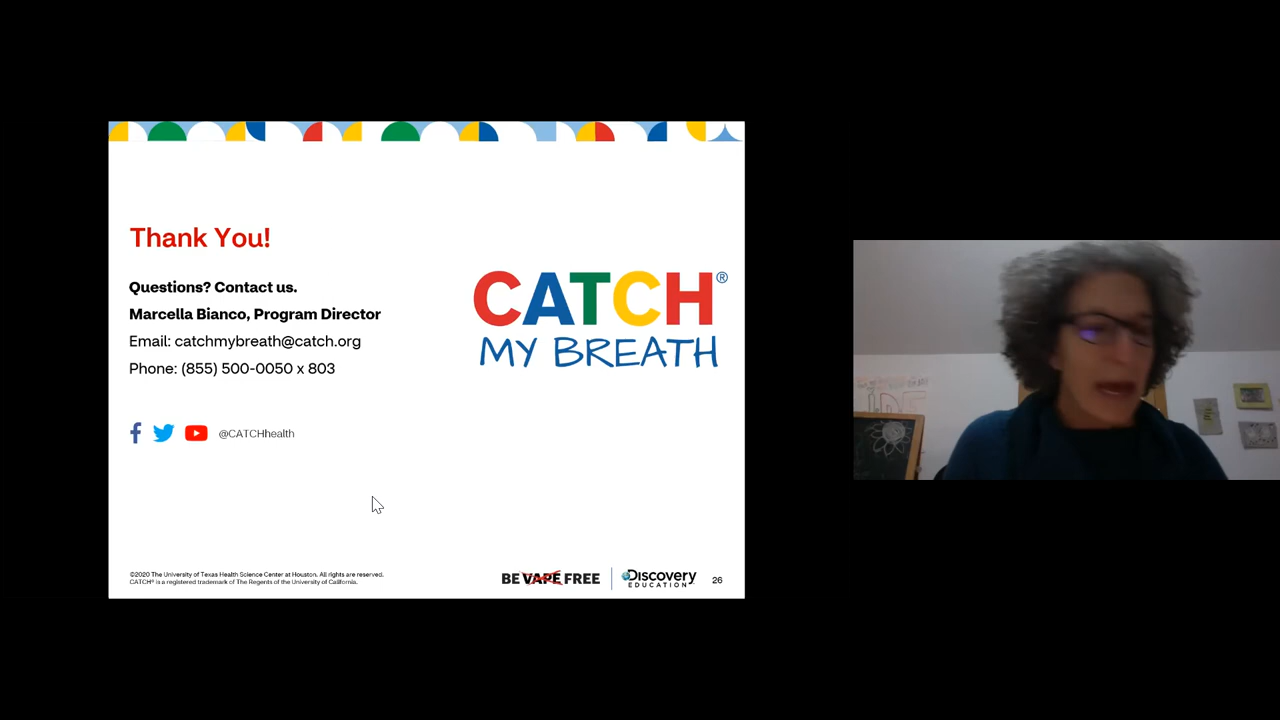 Thank You!
Questions? Contact us.
Marcella Bianco, Program Director
Email: catchmybreath@catch.org
Phone: (855) 500-0050 x 803
@CATCHhealth
CATCH®
MY BREATH
©2020 The University of Texas Health Science Center at Houston. All rights are reserved.
CATCH® is a registered trademark of The Regents of the University of California.
BE VAPE FREE
Discovery
EDUCATION
26